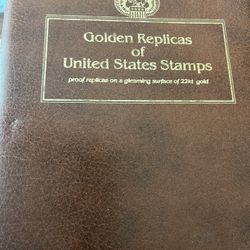 Golden Replicas
of
United States Stamps
proof replicas on a gleaming surface of 22kt gold